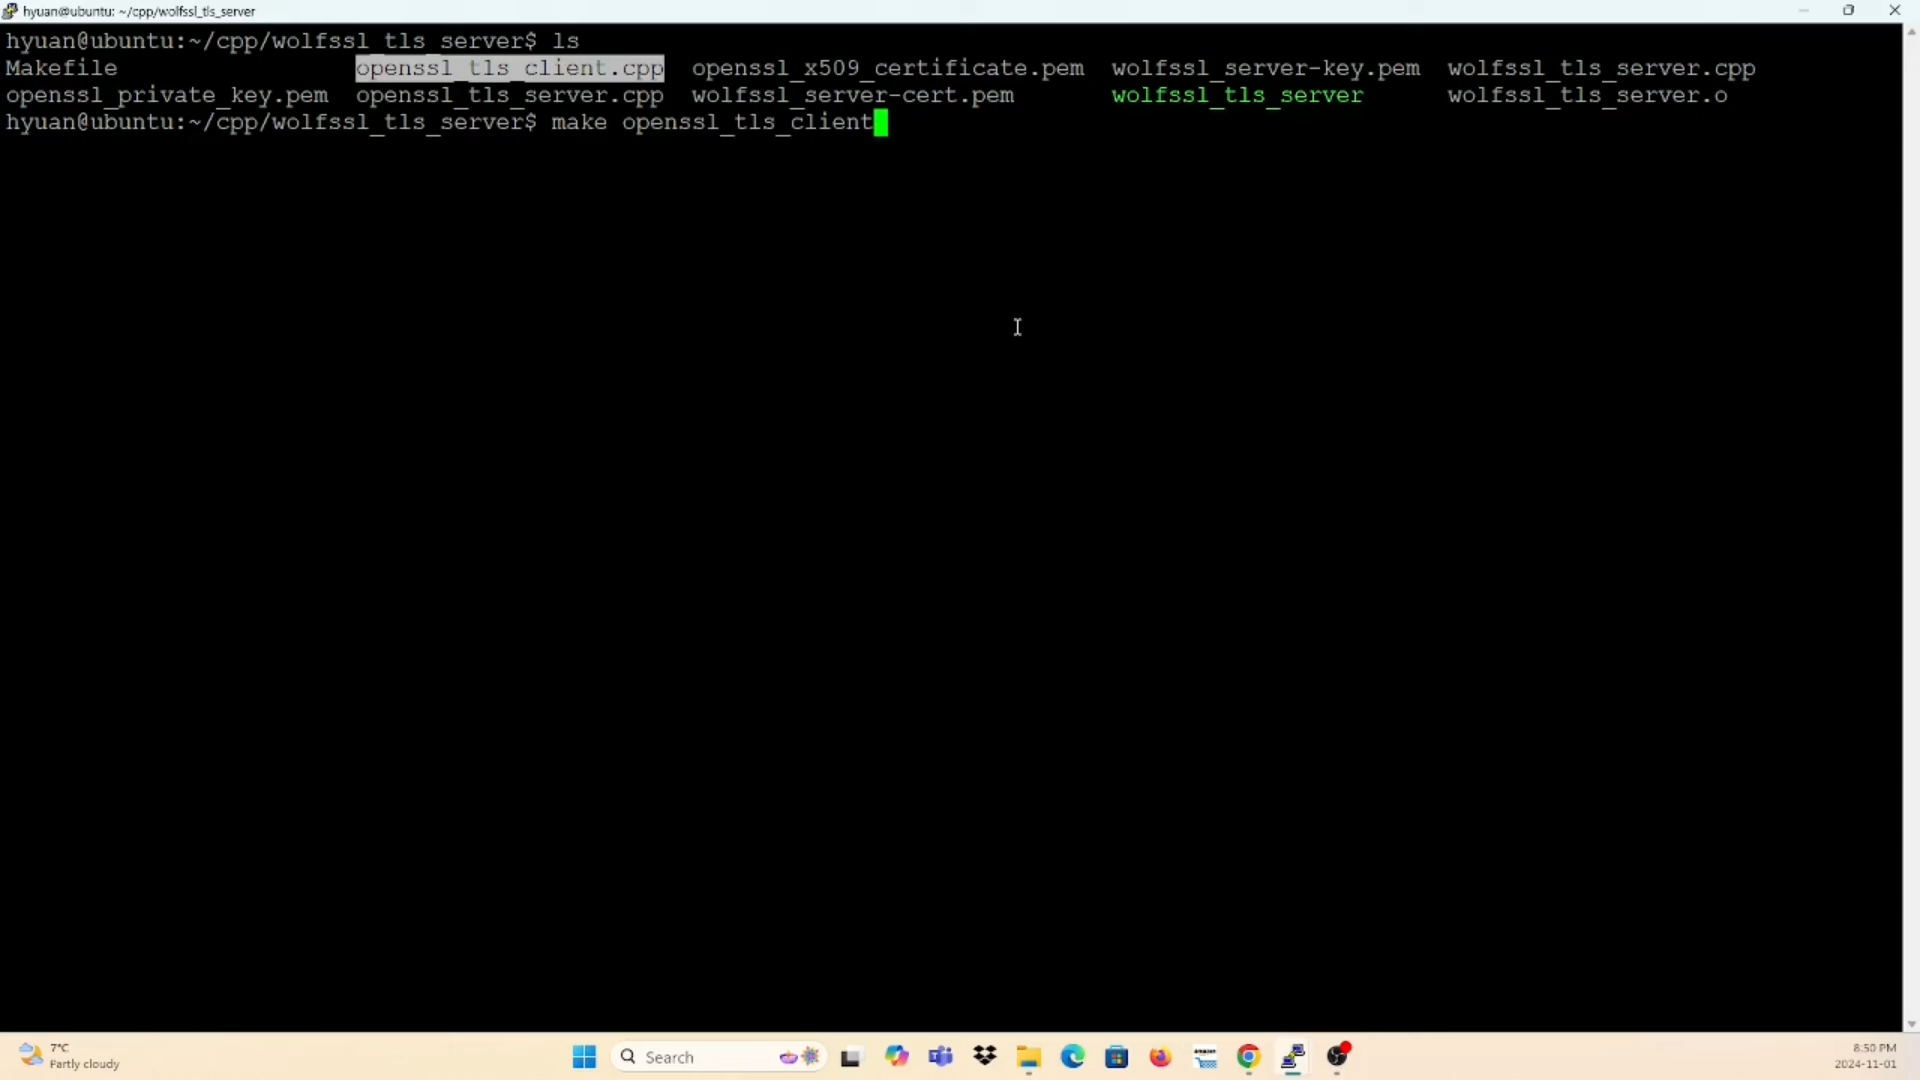 hyuan@ubuntu: ~/cpp/wolfssl_tls_server
hyuan@ubuntu:~/cpp/wolfssl_tls_server$ ls
Makefile openssl_tls_client.cpp openssl_x509_certificate.pem wolfssl_server-key.pem wolfssl_tls_server.cpp
openssl_private_key.pem openssl_tls_server.cpp wolfssl_server-cert.pem wolfssl_tls_server wolfssl_tls_server.o
hyuan@ubuntu:~/cpp/wolfssl_tls_server$ make openssl_tls_client
7°C
Partly cloudy
Search
amazon
8:50 PM
2024-11-01